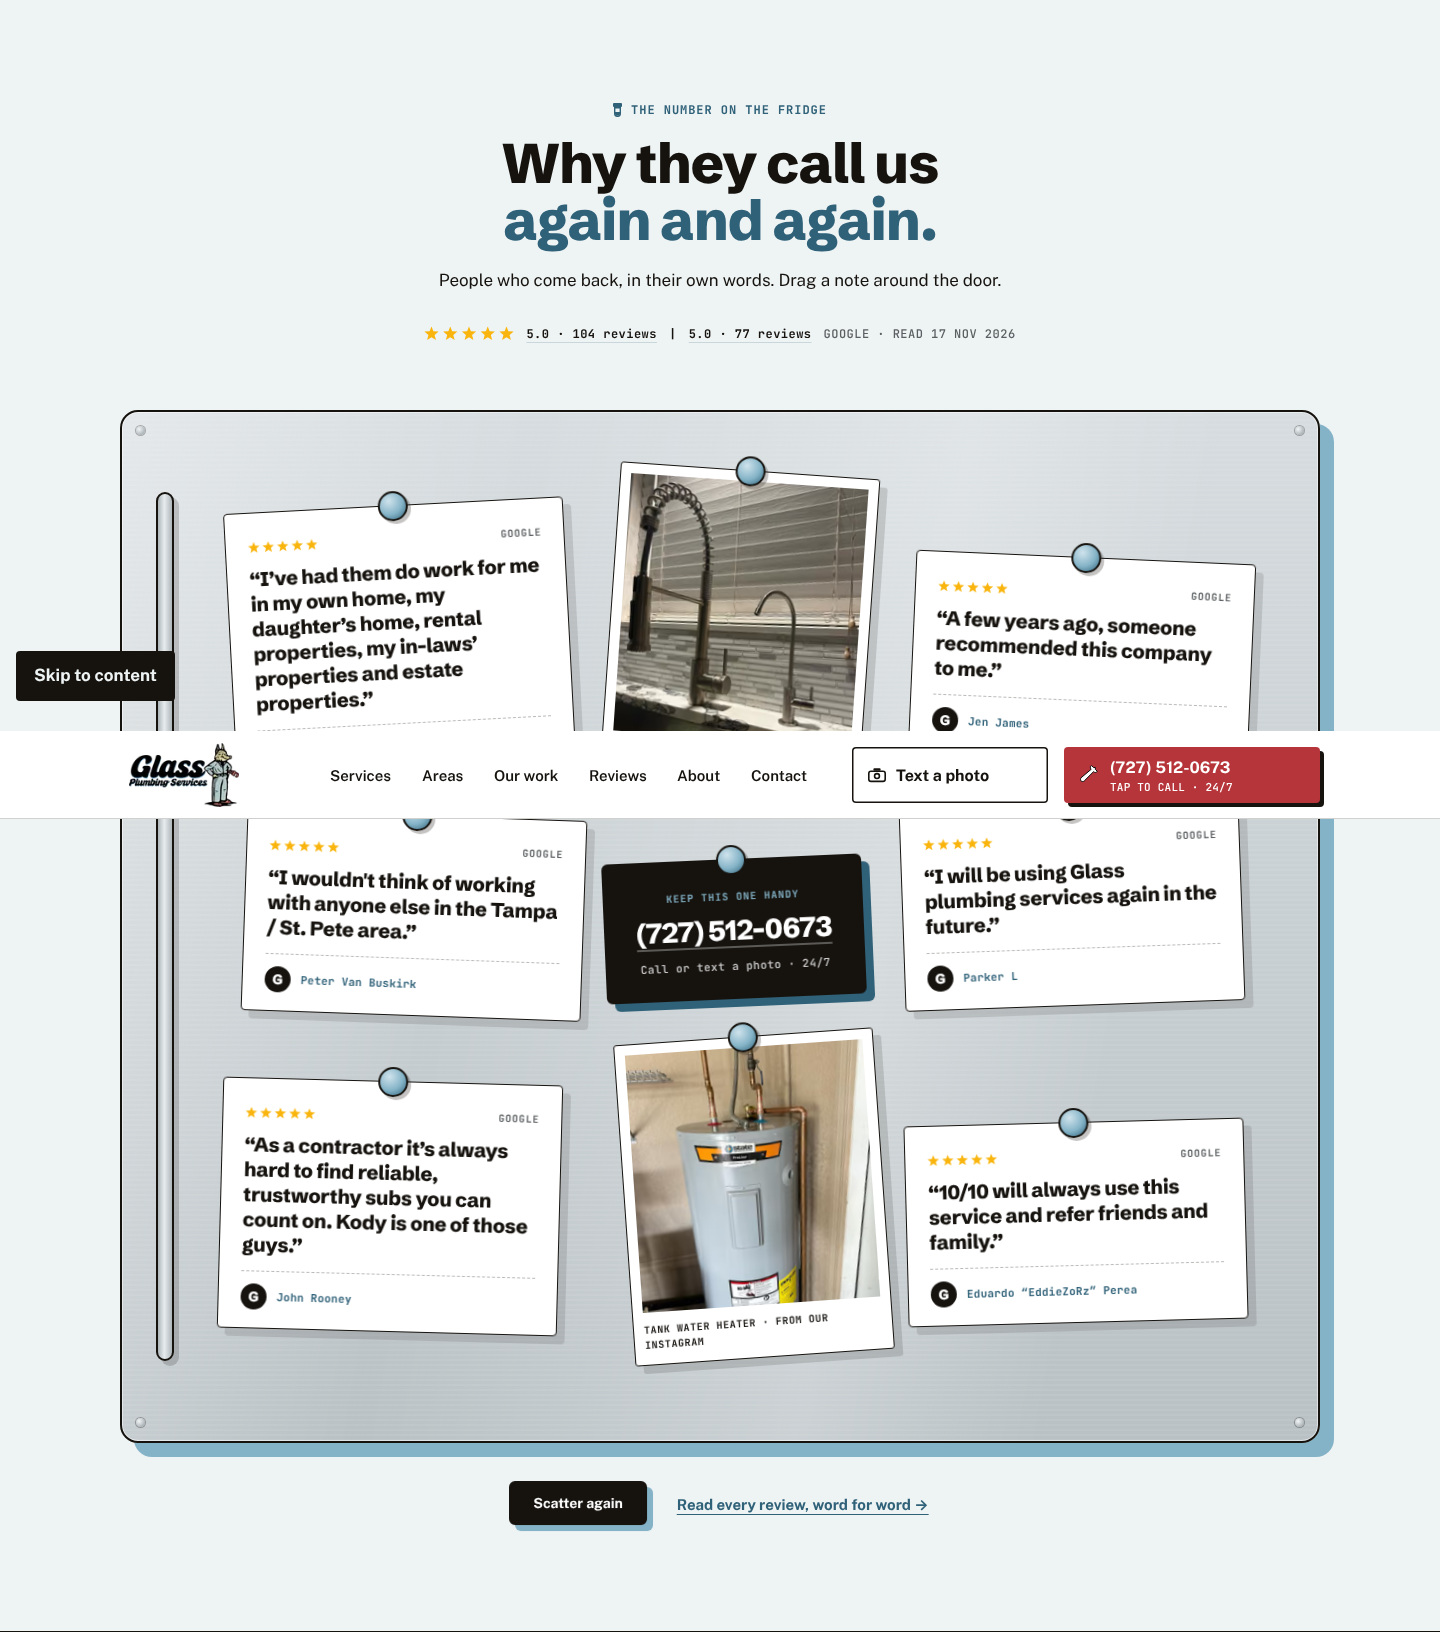 THE NUMBER ON THE FRIDGE
Why they call us
again and again.
People who come back, in their own words. Drag a note around the door.
5.0 · 104 reviews | 5.0 · 77 reviews GOOGLE · READ 17 NOV 2026
GOOGLE
“I’ve had them do work for me
in my own home, my
daughter’s home, rental
properties, my in-laws’
properties and estate
properties.”
GOOGLE
“A few years ago, someone
recommended this company
to me.”
G Jen James
Skip to content
Glass
Plumbing Services
Services
Areas
Our work
Reviews
About
Contact
Text a photo
(727) 512-0673
TAP TO CALL · 24/7
GOOGLE
“I wouldn't think of working
with anyone else in the Tampa
/ St. Pete area.”
G Peter Van Buskirk
KEEP THIS ONE HANDY
(727) 512-0673
Call or text a photo · 24/7
GOOGLE
“I will be using Glass
plumbing services again in the
future.”
G Parker L
GOOGLE
“As a contractor it’s always
hard to find reliable,
trustworthy subs you can
count on. Kody is one of those
guys.”
G John Rooney
state
TANK WATER HEATER · FROM OUR
INSTAGRAM
GOOGLE
“10/10 will always use this
service and refer friends and
family.”
G Eduardo “EddieZoRz” Perea
Scatter again
Read every review, word for word →